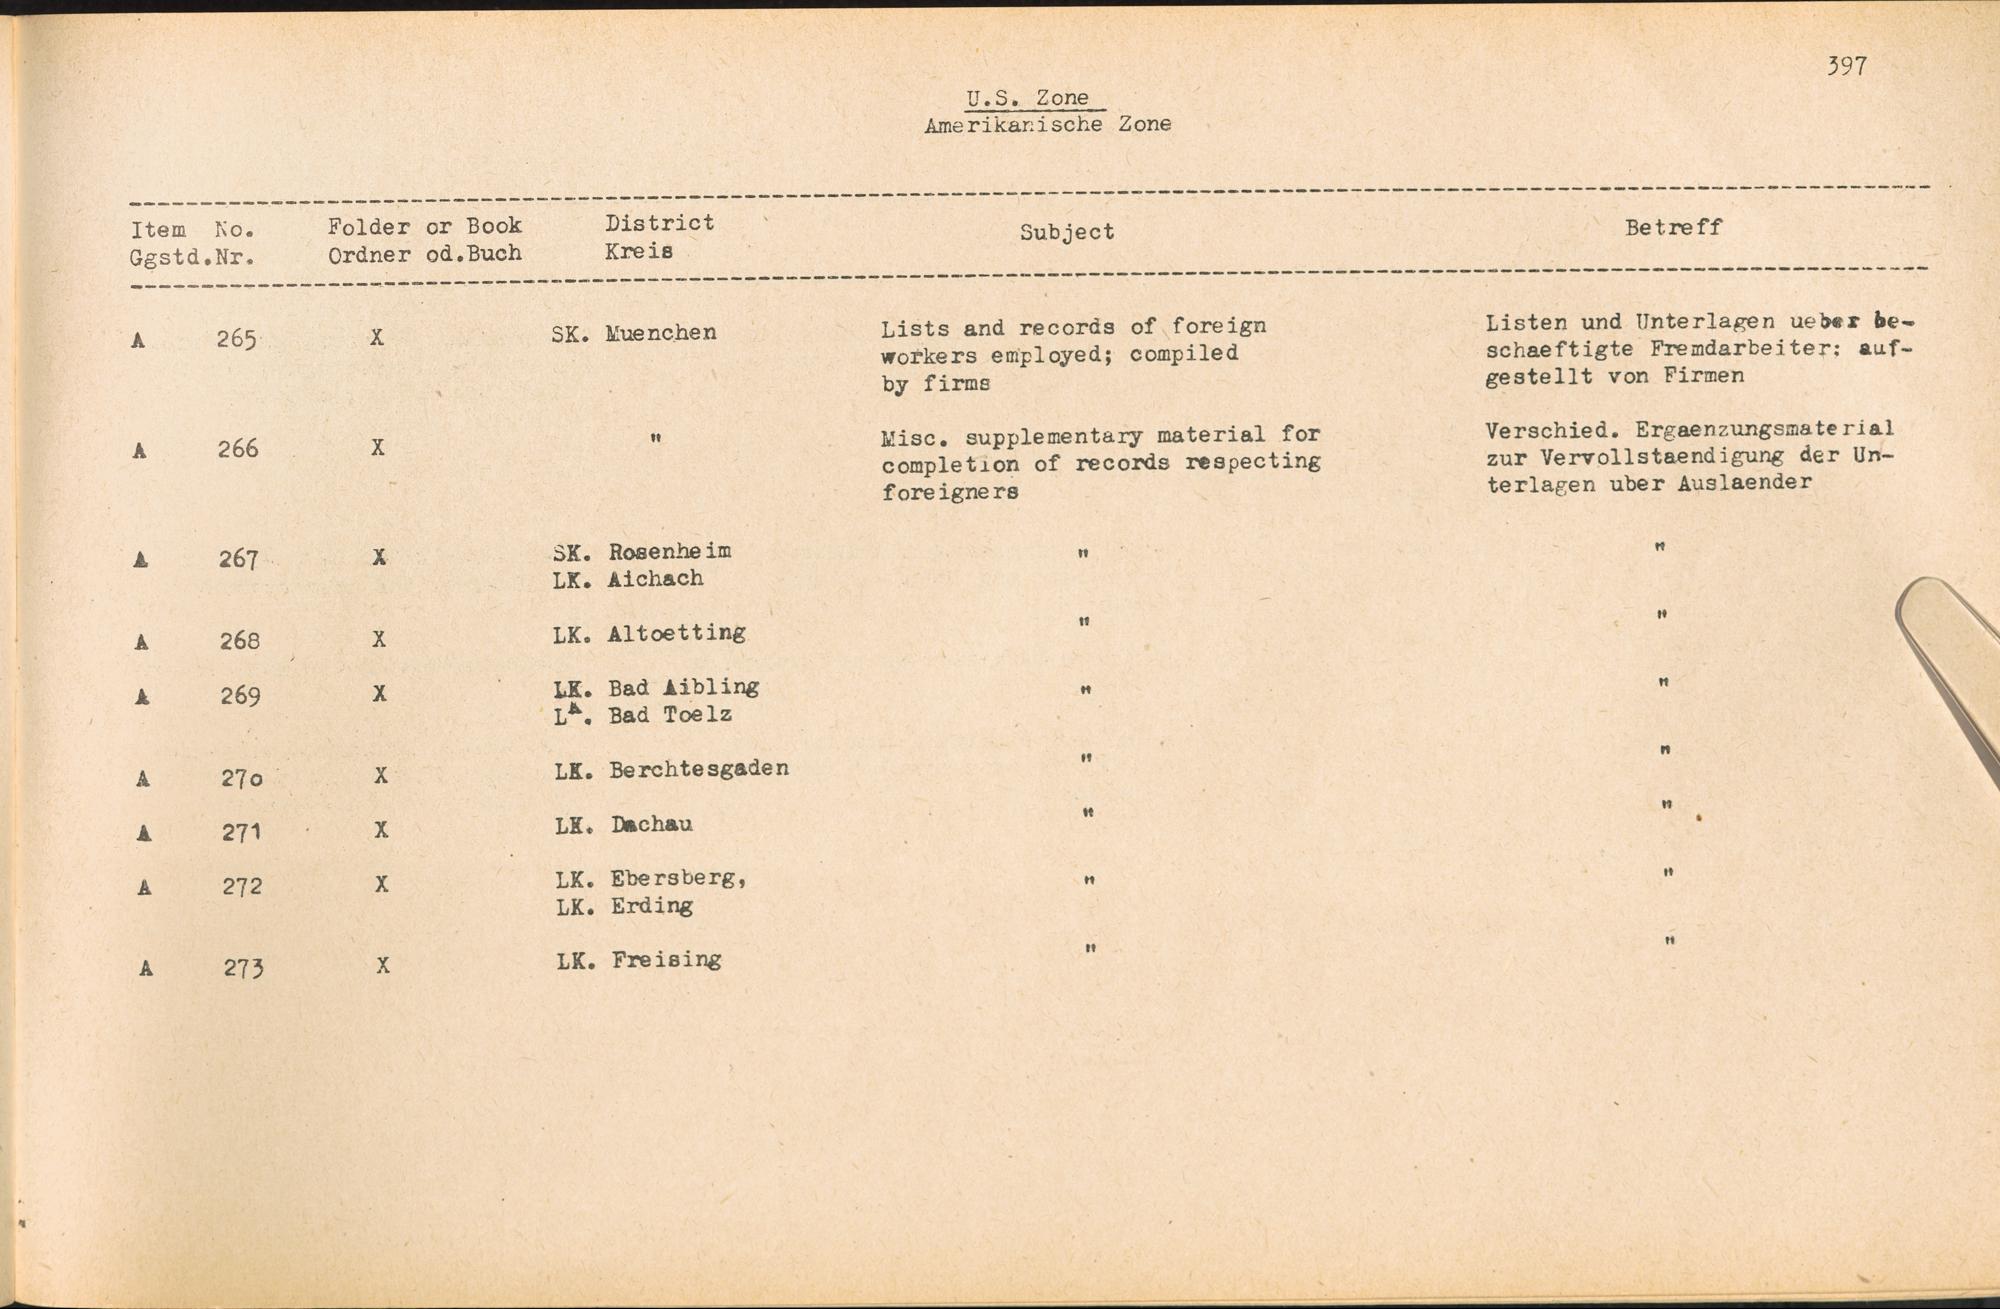 397
U.S. Zone
Amerikanische Zone
Item No. Folder or Book District Subject Betreff
Ggstd.Nr. Ordner od.Buch Kreis
A 265 X SK. Muenchen Lists and records of foreign Listen und Unterlagen ueber be-
workers employed; compiled schaeftigte Fremdarbeiter; auf-
by firms gestellt von Firmen
A 266 X " Misc. supplementary material for Verschied. Ergaenzungsmaterial
completion of records respecting zur Vervollstaendigung der Un-
foreigners terlagen uber Auslaender
A 267 X SK. Rosenheim " "
LK. Aichach
A 268 X LK. Altoetting " "
A 269 X LK. Bad Aibling " "
LK. Bad Toelz
A 270 X LK. Berchtesgaden " "
A 271 X LK. Dachau " "
A 272 X LK. Ebersberg, " "
LK. Erding
A 273 X LK. Freising " "